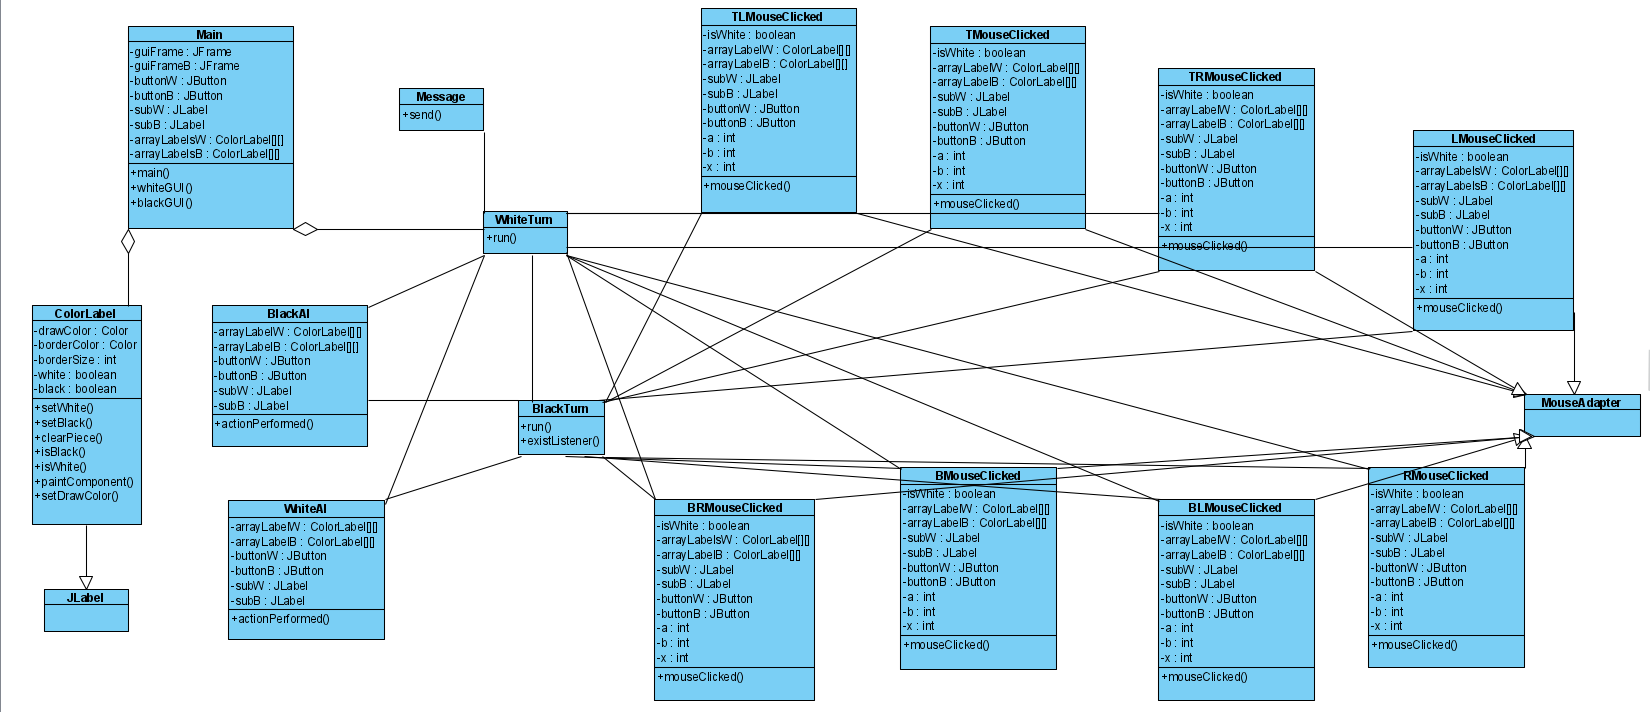 Main
-guiFrame : JFrame
-guiFrameB : JFrame
-buttonW : JButton
-buttonB : JButton
-subW : JLabel
-subB : JLabel
-arrayLabelsW : ColorLabel[][]
-arrayLabelsB : ColorLabel[][]
+main()
+whiteGUI()
+blackGUI()
Message
+send()
TLMouseClicked
-isWhite : boolean
-arrayLabelW : ColorLabel[][]
-arrayLabelB : ColorLabel[][]
-subW : JLabel
-subB : JLabel
-buttonW : JButton
-buttonB : JButton
-a : int
-b : int
-x : int
+mouseClicked()
TMouseClicked
-isWhite : boolean
-arrayLabelW : ColorLabel[][]
-arrayLabelB : ColorLabel[][]
-subW : JLabel
-subB : JLabel
-buttonW : JButton
-buttonB : JButton
-a : int
-b : int
-x : int
+mouseClicked()
TRMouseClicked
-isWhite : boolean
-arrayLabelW : ColorLabel[][]
-arrayLabelB : ColorLabel[][]
-subW : JLabel
-subB : JLabel
-buttonW : JButton
-buttonB : JButton
-a : int
-b : int
-x : int
+mouseClicked()
LMouseClicked
-isWhite : boolean
-arrayLabelsW : ColorLabel[][]
-arrayLabelsB : ColorLabel[][]
-subW : JLabel
-subB : JLabel
-buttonW : JButton
-buttonB : JButton
-a : int
-b : int
-x : int
+mouseClicked()
WhiteTurn
+run()
ColorLabel
-drawColor : Color
-borderColor : Color
-borderSize : int
-white : boolean
-black : boolean
+setWhite()
+setBlack()
+clearPiece()
+isBlack()
+isWhite()
+paintComponent()
+setDrawColor()
BlackAI
-arrayLabelW : ColorLabel[][]
-arrayLabelB : ColorLabel[][]
-buttonW : JButton
-buttonB : JButton
-subW : JLabel
-subB : JLabel
+actionPerformed()
BlackTurn
+run()
+existListener()
MouseAdapter
JLabel
WhiteAI
-arrayLabelW : ColorLabel[][]
-arrayLabelB : ColorLabel[][]
-buttonW : JButton
-buttonB : JButton
-subW : JLabel
-subB : JLabel
+actionPerformed()
BRMouseClicked
-isWhite : boolean
-arrayLabelsW : ColorLabel[][]
-arrayLabelB : ColorLabel[][]
-subW : JLabel
-subB : JLabel
-buttonW : JButton
-buttonB : JButton
-a : int
-b : int
-x : int
+mouseClicked()
BMouseClicked
-isWhite : boolean
-arrayLabelW : ColorLabel[][]
-arrayLabelB : ColorLabel[][]
-subW : JLabel
-subB : JLabel
-buttonW : JButton
-buttonB : JButton
-a : int
-b : int
-x : int
+mouseClicked()
BLMouseClicked
-isWhite : boolean
-arrayLabelW : ColorLabel[][]
-arrayLabelB : ColorLabel[][]
-subW : JLabel
-subB : JLabel
-buttonW : JButton
-buttonB : JButton
-a : int
-b : int
-x : int
+mouseClicked()
RMouseClicked
-isWhite : boolean
-arrayLabelW : ColorLabel[][]
-arrayLabelB : ColorLabel[][]
-subW : JLabel
-subB : JLabel
-buttonW : JButton
-buttonB : JButton
-a : int
-b : int
-x : int
+mouseClicked()